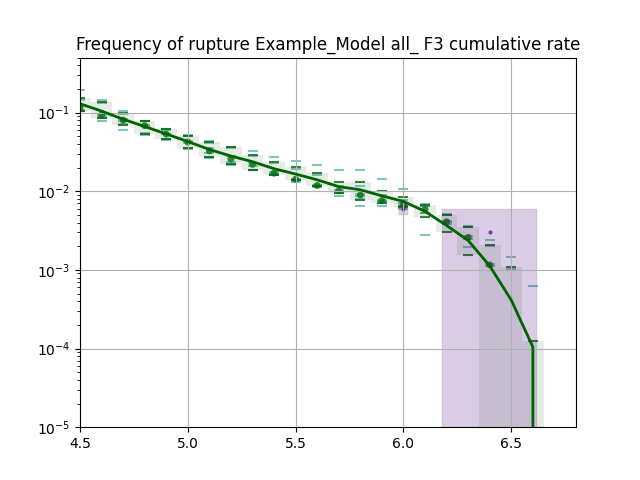 Frequency of rupture Example_Model all_ F3 cumulative rate
10⁻¹
10⁻²
10⁻³
10⁻⁴
10⁻⁵
4.5 5.0 5.5 6.0 6.5